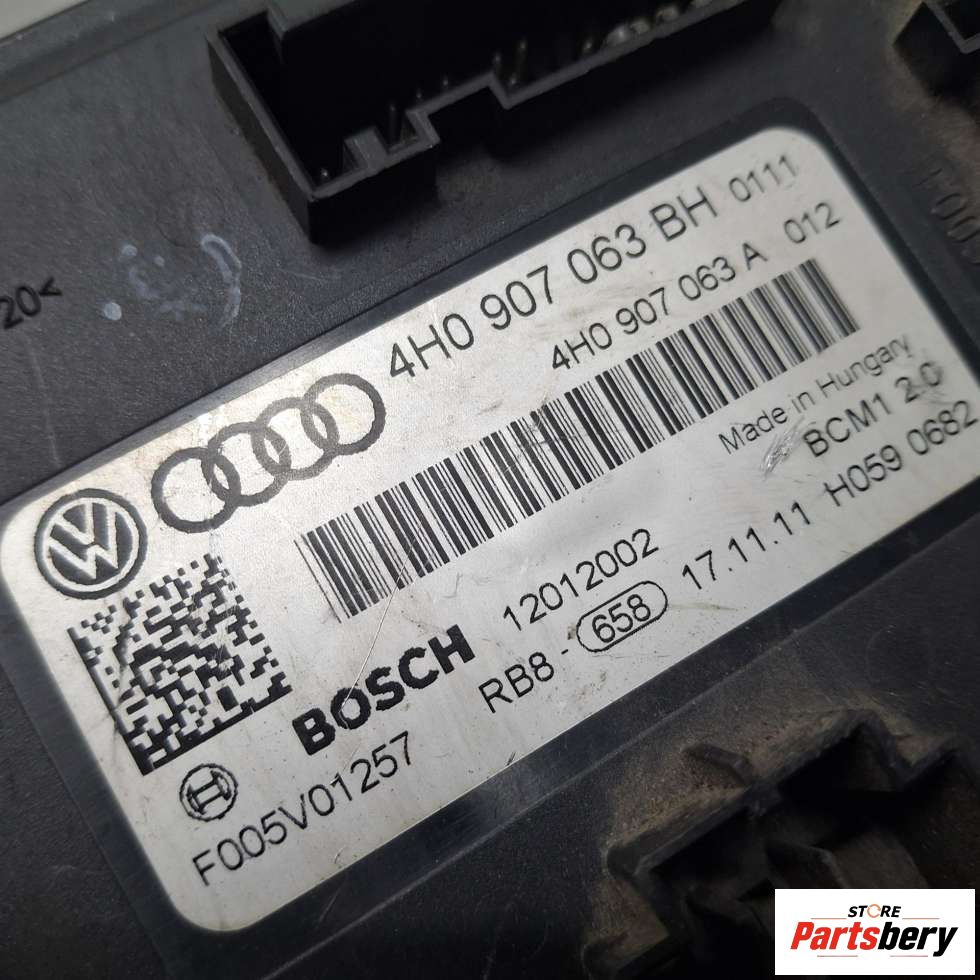 20<
4H0 907 063 BH 0111
4H0 907 063 A 012
Made in Hungary
BCM1 2.0
H059 0682
12012002
BOSCH
RB8 - 658 17.11.11
F005V01257
STORE
Partsbery